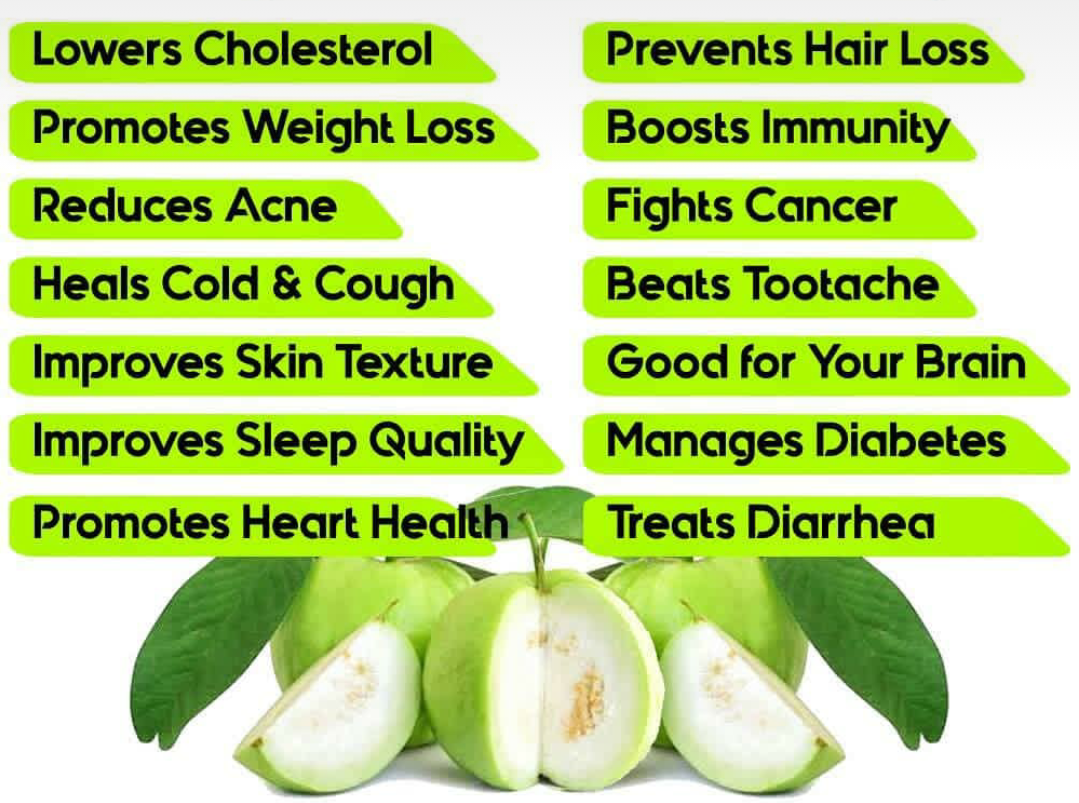 Lowers Cholesterol
Promotes Weight Loss
Reduces Acne
Heals Cold & Cough
Improves Skin Texture
Improves Sleep Quality
Promotes Heart Health
Prevents Hair Loss
Boosts Immunity
Fights Cancer
Beats Tootache
Good for Your Brain
Manages Diabetes
Treats Diarrhea